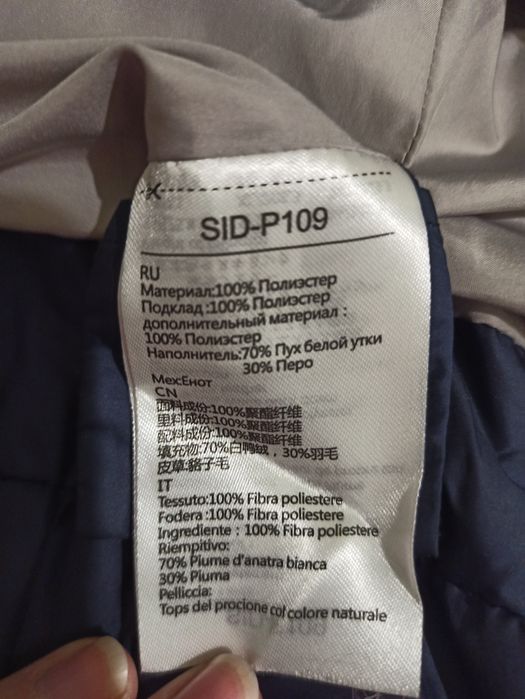 SID-P109
RU
Материал:100% Полиэстер
Подклад :100% Полиэстер
дополнительный материал :
100% Полиэстер
Наполнитель:70% Пух белой утки
30% Перо
МехЕнот
CN
面料成份:100%聚酯纤维
里料成份:100%聚酯纤维
配料成份:100%聚酯纤维
填充物:70%白鸭绒，30%羽毛
皮草:貉子毛
IT
Tessuto:100% Fibra poliestere
Fodera :100% Fibra poliestere
Ingrediente : 100% Fibra poliestere
Riempitivo:
70% Piume d'anatra bianca
30% Piuma
Pelliccia:
Tops del procione col colore naturale